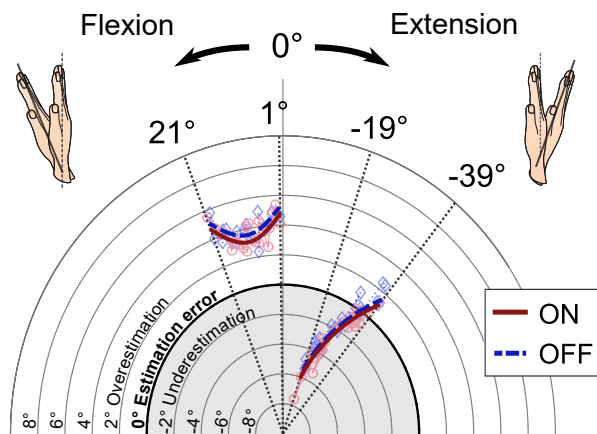 Flexion
Extension
0°
21°
1°
-19°
-39°
Overestimation
0° Estimation error
Underestimation
8°
6°
4°
2°
-2°
-4°
-6°
-8°
ON
OFF